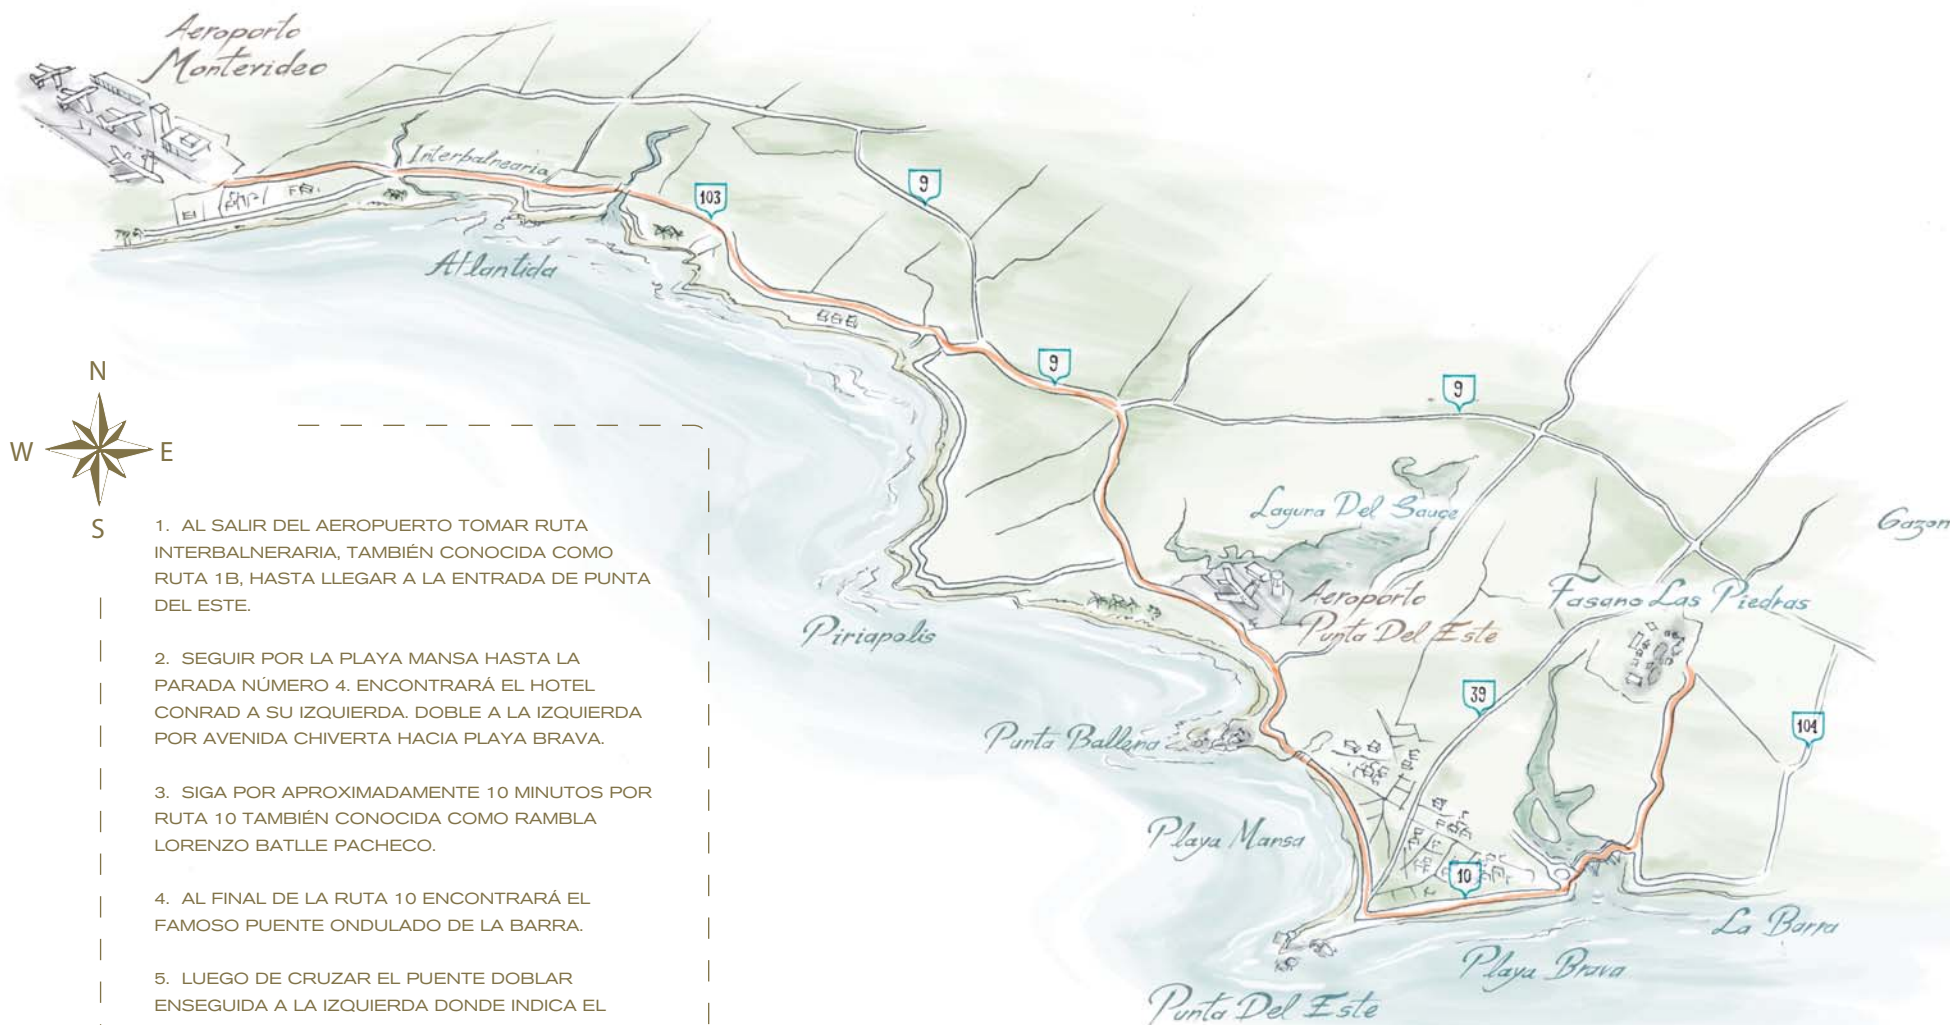 Aeroporto
Montevideo
Interbalnearia
103
9
Atlantida
9
9
N
W
E
S
Laguna Del Sauce
Gazon
Aeroporto
Punta Del Este
Fasano Las Piedras
Piriapolis
39
104
Punta Ballena
Playa Mansa
10
La Barra
Playa Brava
Punta Del Este
1. AL SALIR DEL AEROPUERTO TOMAR RUTA
INTERBALNERARIA, TAMBIÉN CONOCIDA COMO
RUTA 1B, HASTA LLEGAR A LA ENTRADA DE PUNTA
DEL ESTE.
2. SEGUIR POR LA PLAYA MANSA HASTA LA
PARADA NÚMERO 4. ENCONTRARÁ EL HOTEL
CONRAD A SU IZQUIERDA. DOBLE A LA IZQUIERDA
POR AVENIDA CHIVERTA HACIA PLAYA BRAVA.
3. SIGA POR APROXIMADAMENTE 10 MINUTOS POR
RUTA 10 TAMBIÉN CONOCIDA COMO RAMBLA
LORENZO BATLLE PACHECO.
4. AL FINAL DE LA RUTA 10 ENCONTRARÁ EL
FAMOSO PUENTE ONDULADO DE LA BARRA.
5. LUEGO DE CRUZAR EL PUENTE DOBLAR
ENSEGUIDA A LA IZQUIERDA DONDE INDICA EL